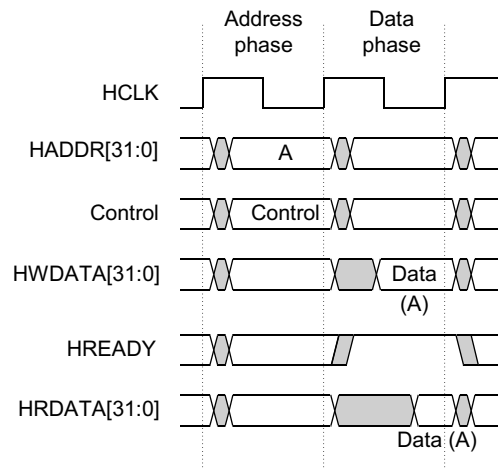 Address Data
phase phase
HCLK
HADDR[31:0] A
Control Control
HWDATA[31:0] Data
(A)
HREADY
HRDATA[31:0]
Data (A)